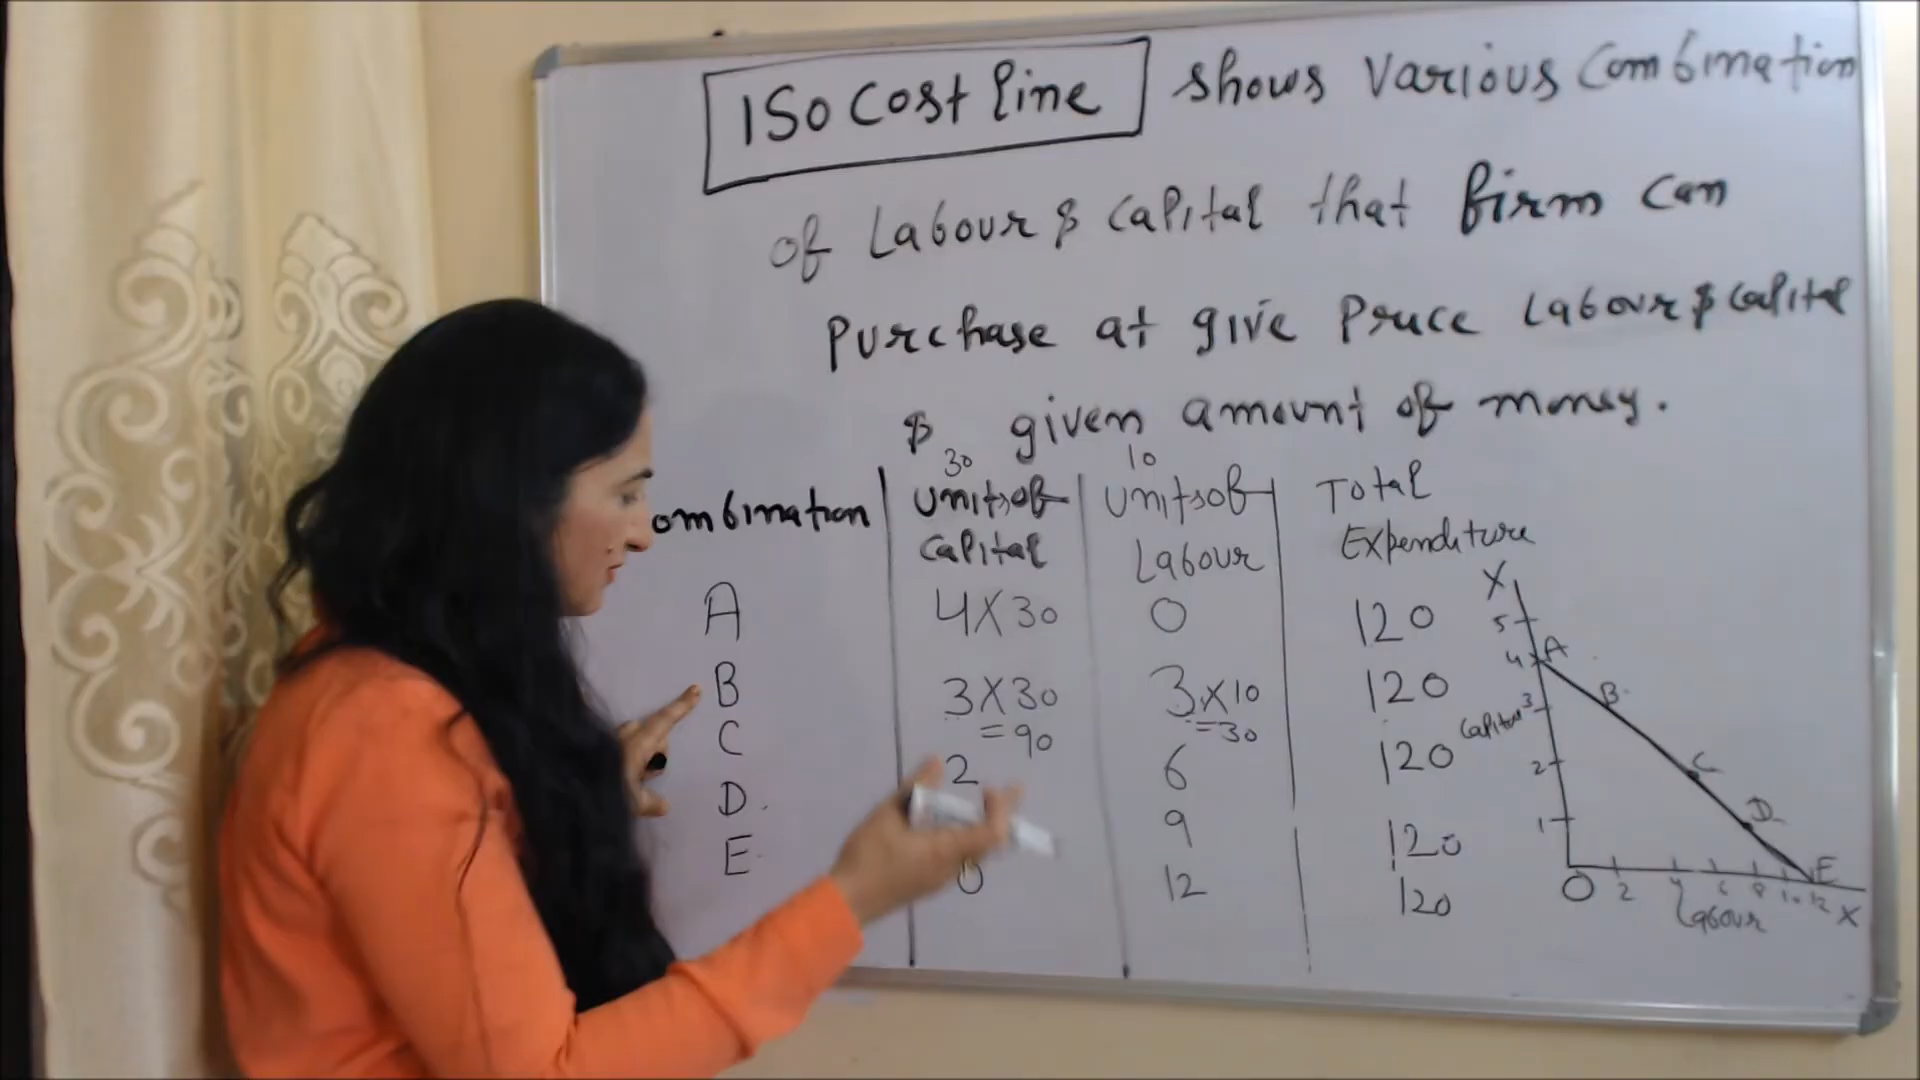 ISO Cost line shows various Combination
of Labour & Capital that firm can
Purchase at give Pruce Labour & Capital
& given amount of money.
30 10
ombination Units of Capital Units of Labour Total Expenditure
A 4X30 0 120
B 3X30 3X10 120
=90 =30
C 2 6 120
D. 9 120
E. 0 12 120
X
5
4 A
3 B
Capital
2 C
1 D
O 2 4 6 8 10 12 E
Labour X